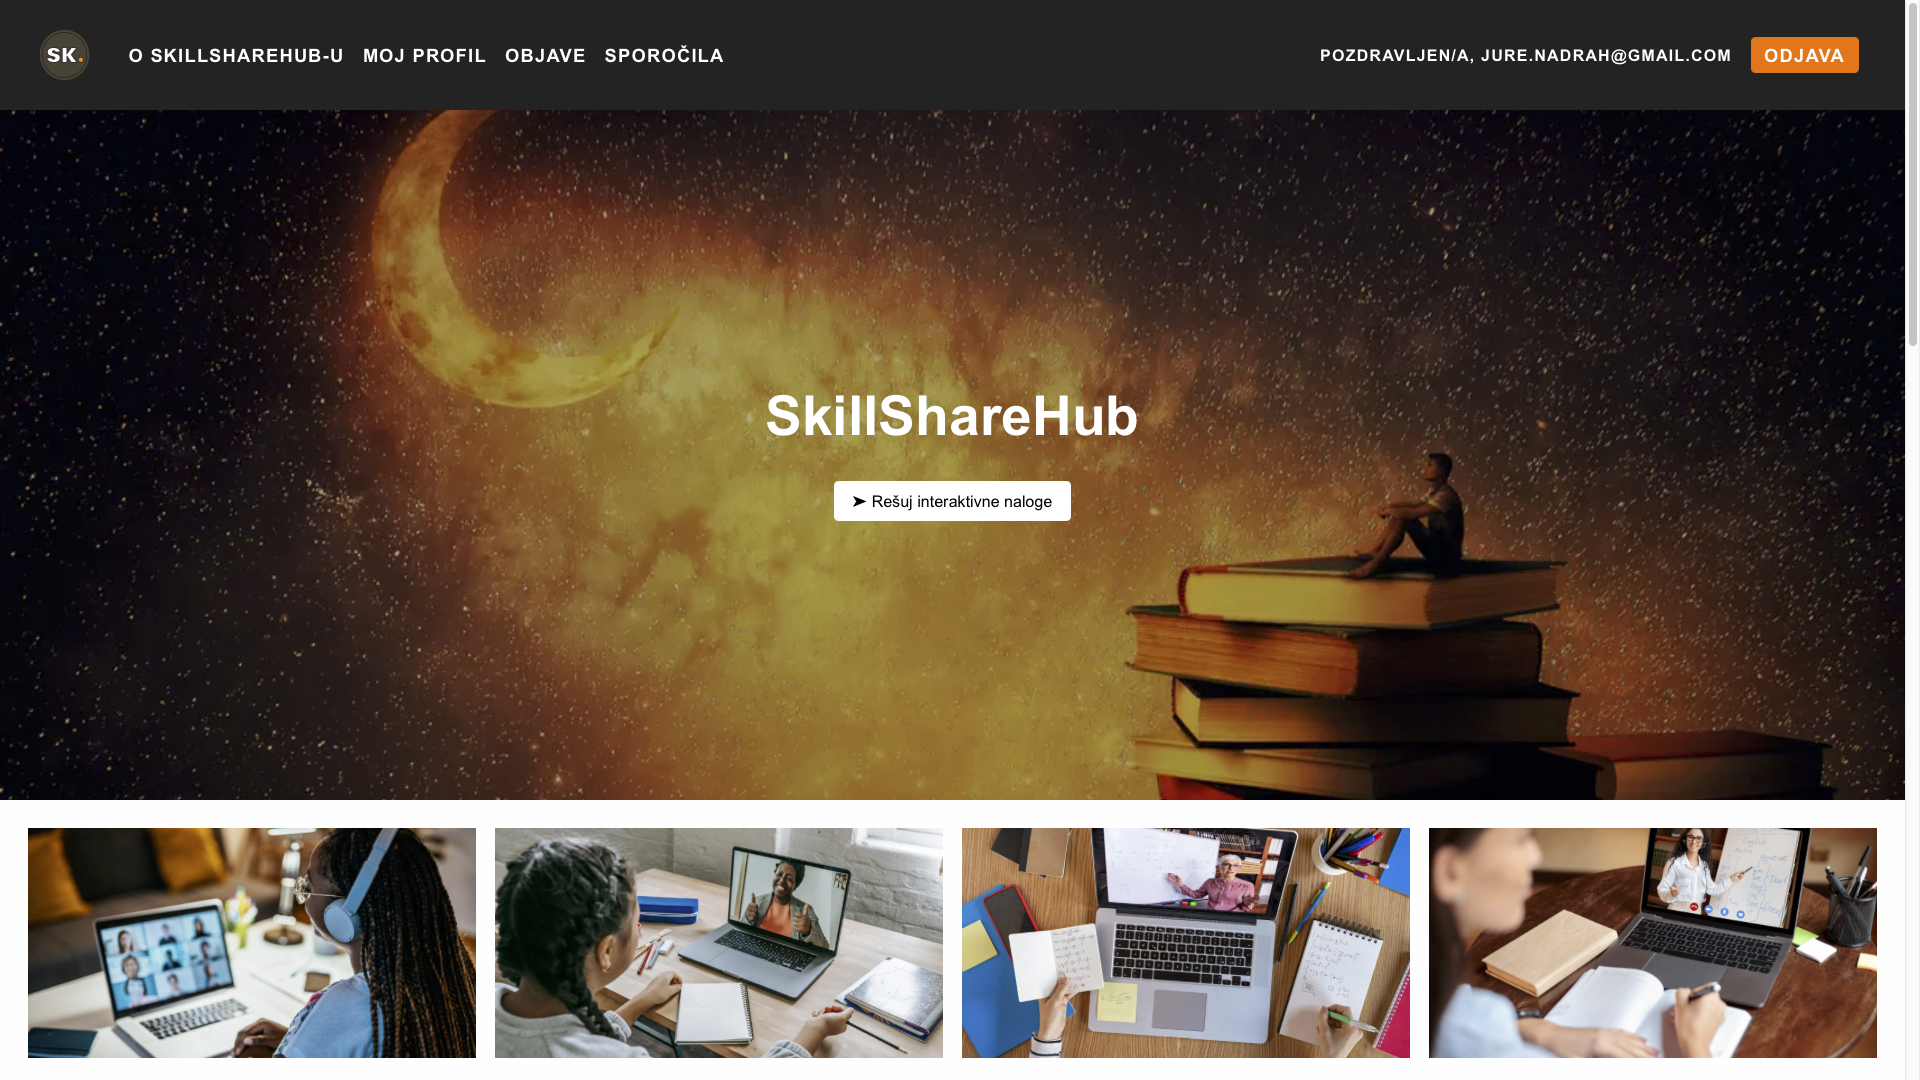 SK.
O SKILLSHAREHUB-U MOJ PROFIL OBJAVE SPOROČILA
POZDRAVLJEN/A, JURE.NADRAH@GMAIL.COM ODJAVA
SkillShareHub
➤ Rešuj interaktivne naloge